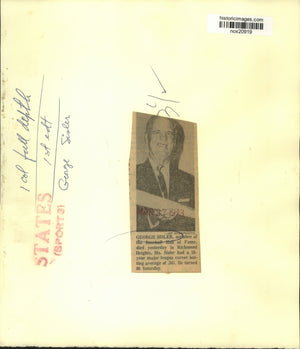 historicimages.com
nox20919
1 col full depth
1st edt
George Sisler
STATES
(SPORTS)
GEORGE SISLER, member of
the Baseball Hall of Fame,
died yesterday in Richmond
Heights, Mo. Sisler had a 16-
year major league career bat-
ting average of .341. He turned
80 Saturday.